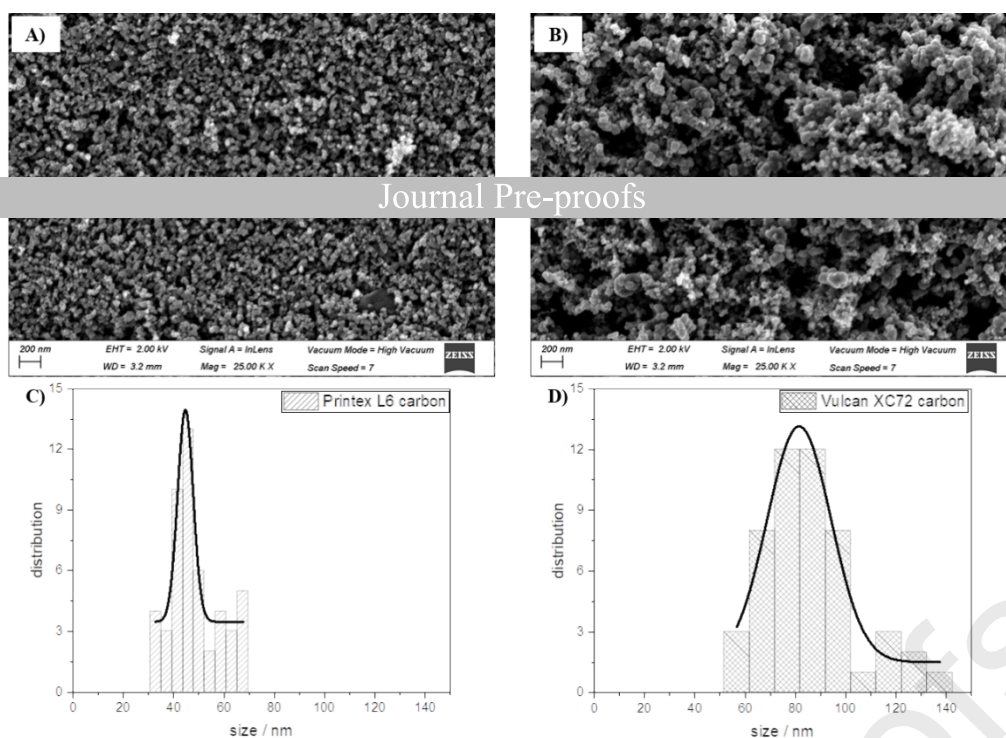 A)
B)
Journal Pre-proofs
200 nm EHT = 2.00 kV Signal A = InLens Vacuum Mode = High Vacuum ZEISS
WD = 3.2 mm Mag = 25.00 K X Scan Speed = 7
200 nm EHT = 2.00 kV Signal A = InLens Vacuum Mode = High Vacuum ZEISS
WD = 3.2 mm Mag = 25.00 K X Scan Speed = 7
C)
Printex L6 carbon
15
12
9
6
3
0
distribution
0 20 40 60 80 100 120 140
size / nm
D)
Vulcan XC72 carbon
15
12
9
6
3
0
distribution
0 20 40 60 80 100 120 140
size / nm